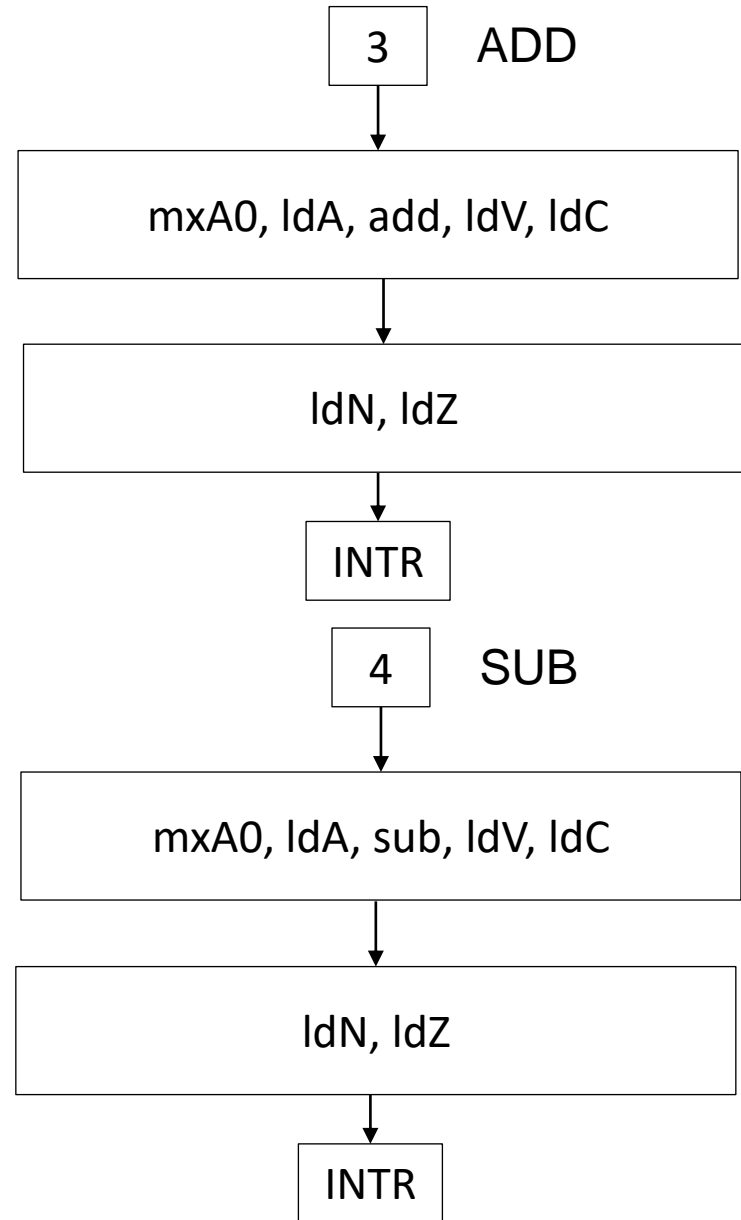 3 ADD
mxA0, ldA, add, ldV, ldC
ldN, ldZ
INTR
4 SUB
mxA0, ldA, sub, ldV, ldC
ldN, ldZ
INTR